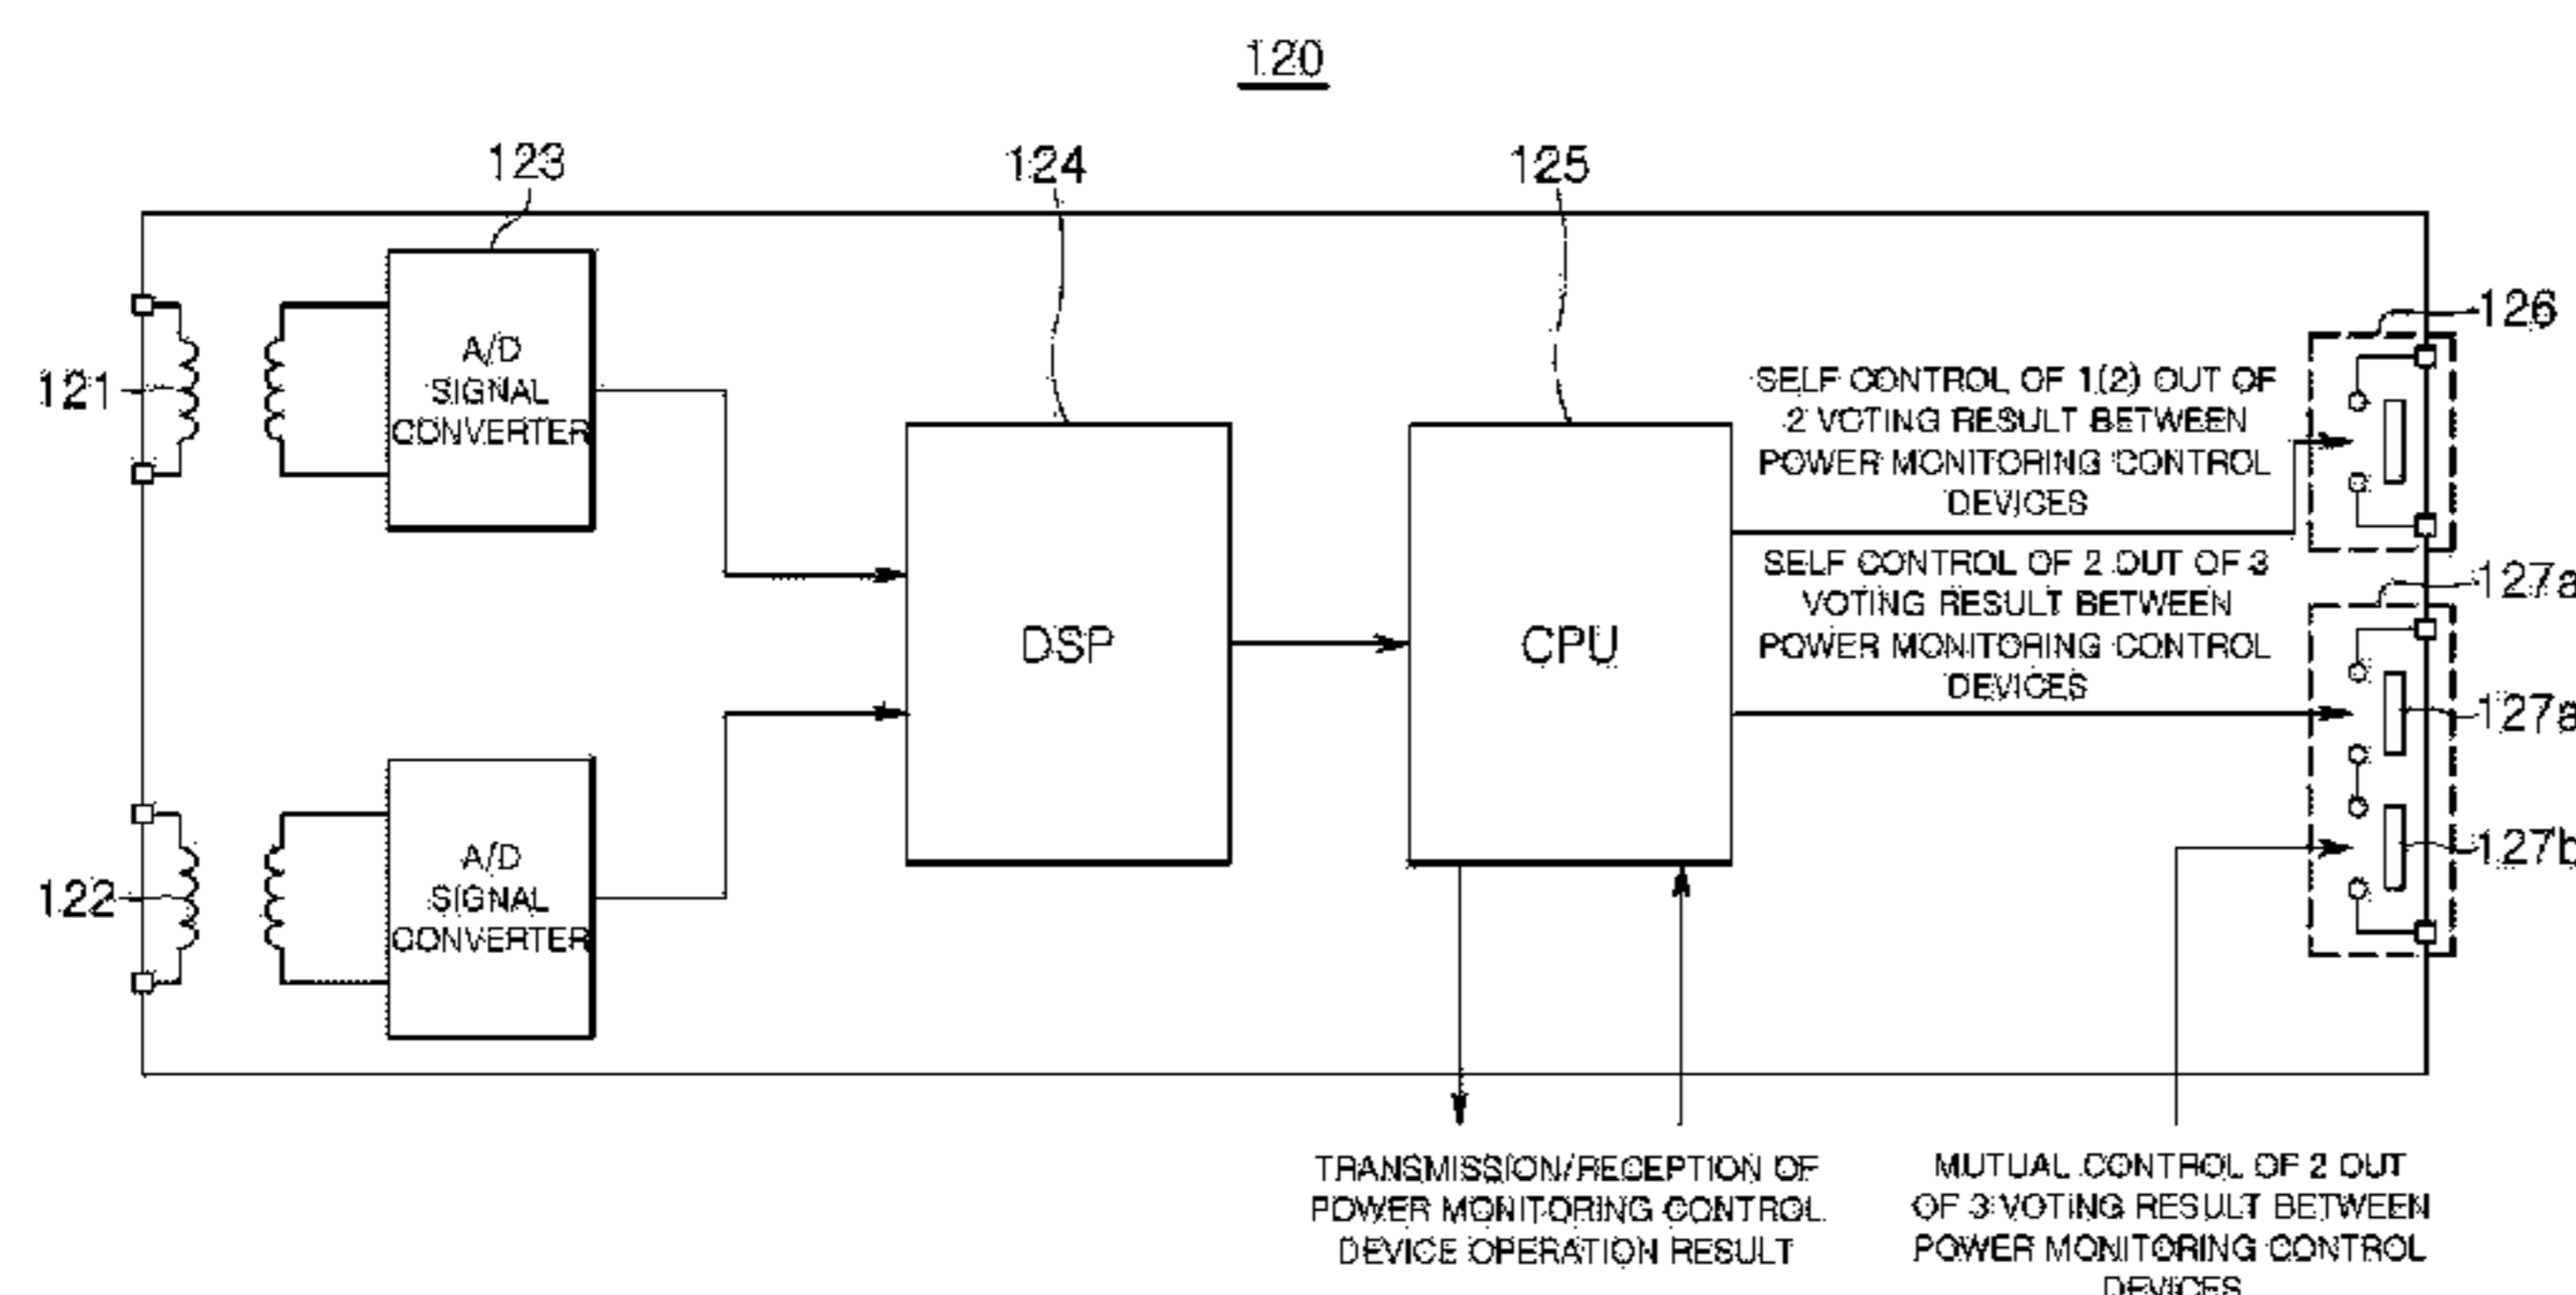 120
123
124
125
A/D
SIGNAL
CONVERTER
121
126
SELF CONTROL OF 1(2) OUT OF
2 VOTING RESULT BETWEEN
POWER MONITORING CONTROL
DEVICES
SELF CONTROL OF 2 OUT OF 3
VOTING RESULT BETWEEN
POWER MONITORING CONTROL
DEVICES
127a
DSP
CPU
127a
127b
A/D
SIGNAL
CONVERTER
122
TRANSMISSION/RECEPTION OF
POWER MONITORING CONTROL
DEVICE OPERATION RESULT
MUTUAL CONTROL OF 2 OUT
OF 3 VOTING RESULT BETWEEN
POWER MONITORING CONTROL
DEVICES